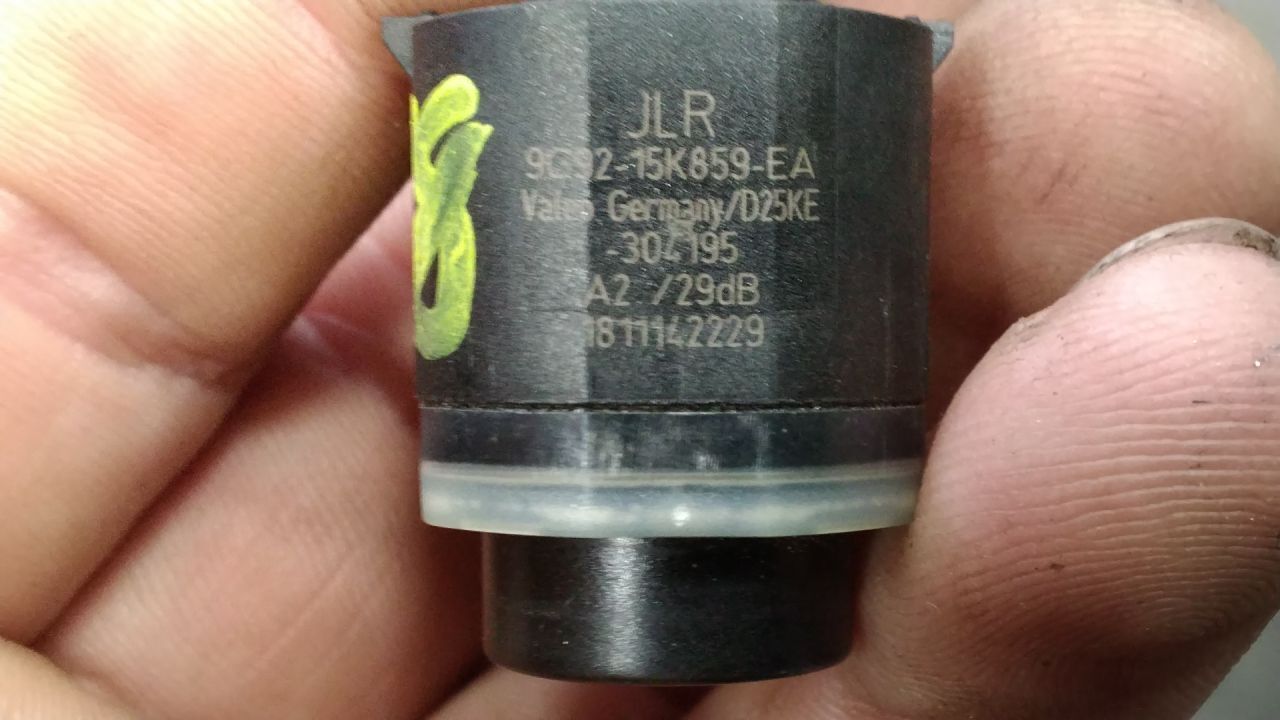 JLR
9G92-15K859-EA
Valeo Germany/D25KE
-304195
A2 /29dB
1811142229